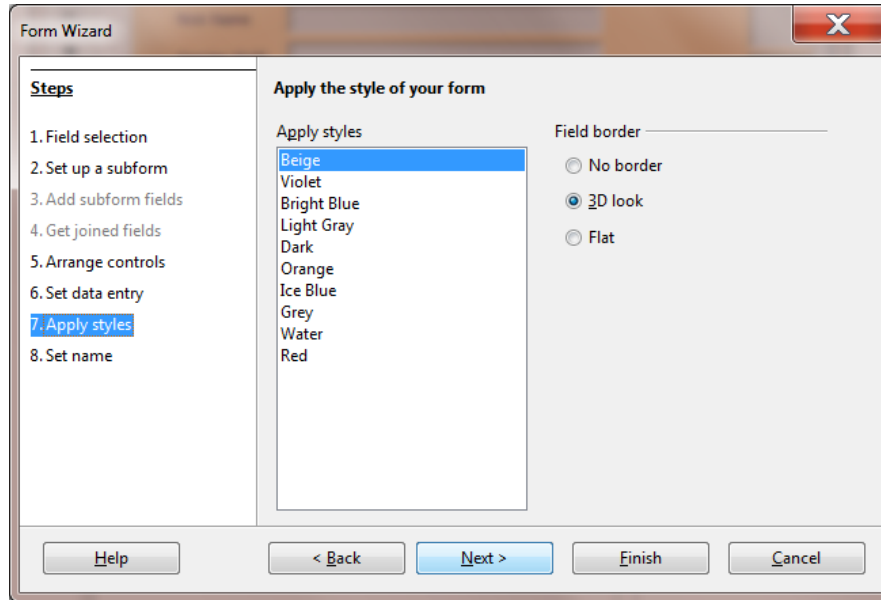 Form Wizard
Steps
1. Field selection
2. Set up a subform
3. Add subform fields
4. Get joined fields
5. Arrange controls
6. Set data entry
7. Apply styles
8. Set name
Apply the style of your form
Apply styles
Beige
Violet
Bright Blue
Light Gray
Dark
Orange
Ice Blue
Grey
Water
Red
Field border
No border
3D look
Flat
Help
< Back
Next >
Finish
Cancel